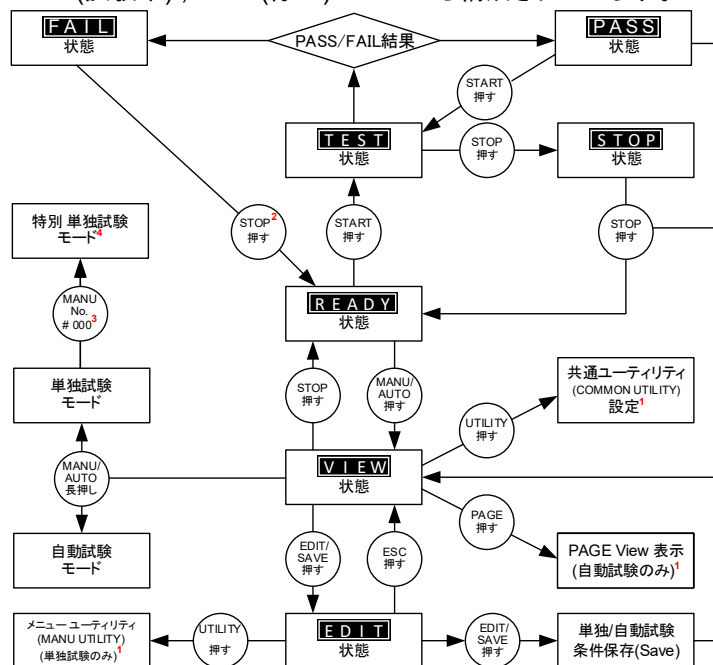 FAIL
状態
PASS/FAIL結果
PASS
状態
START
押す
TEST
状態
STOP
押す
STOP
状態
特別 単独試験
モード4
STOP2
押す
START
押す
STOP
押す
MANU
No.
# 0003
READY
状態
単独試験
モード
STOP
押す
MANU/
AUTO
押す
共通ユーティリティ
(COMMON UTILITY)
設定1
UTILITY
押す
MANU/
AUTO
長押し
VIEW
状態
PAGE
押す
自動試験
モード
EDIT/
SAVE
押す
ESC
押す
PAGE View 表示
(自動試験のみ)1
メニュー ユーティリティ
(MANU UTILITY)
(単独試験のみ)1
UTILITY
押す
EDIT
状態
EDIT/
SAVE
押す
単独/自動試験
条件保存(Save)